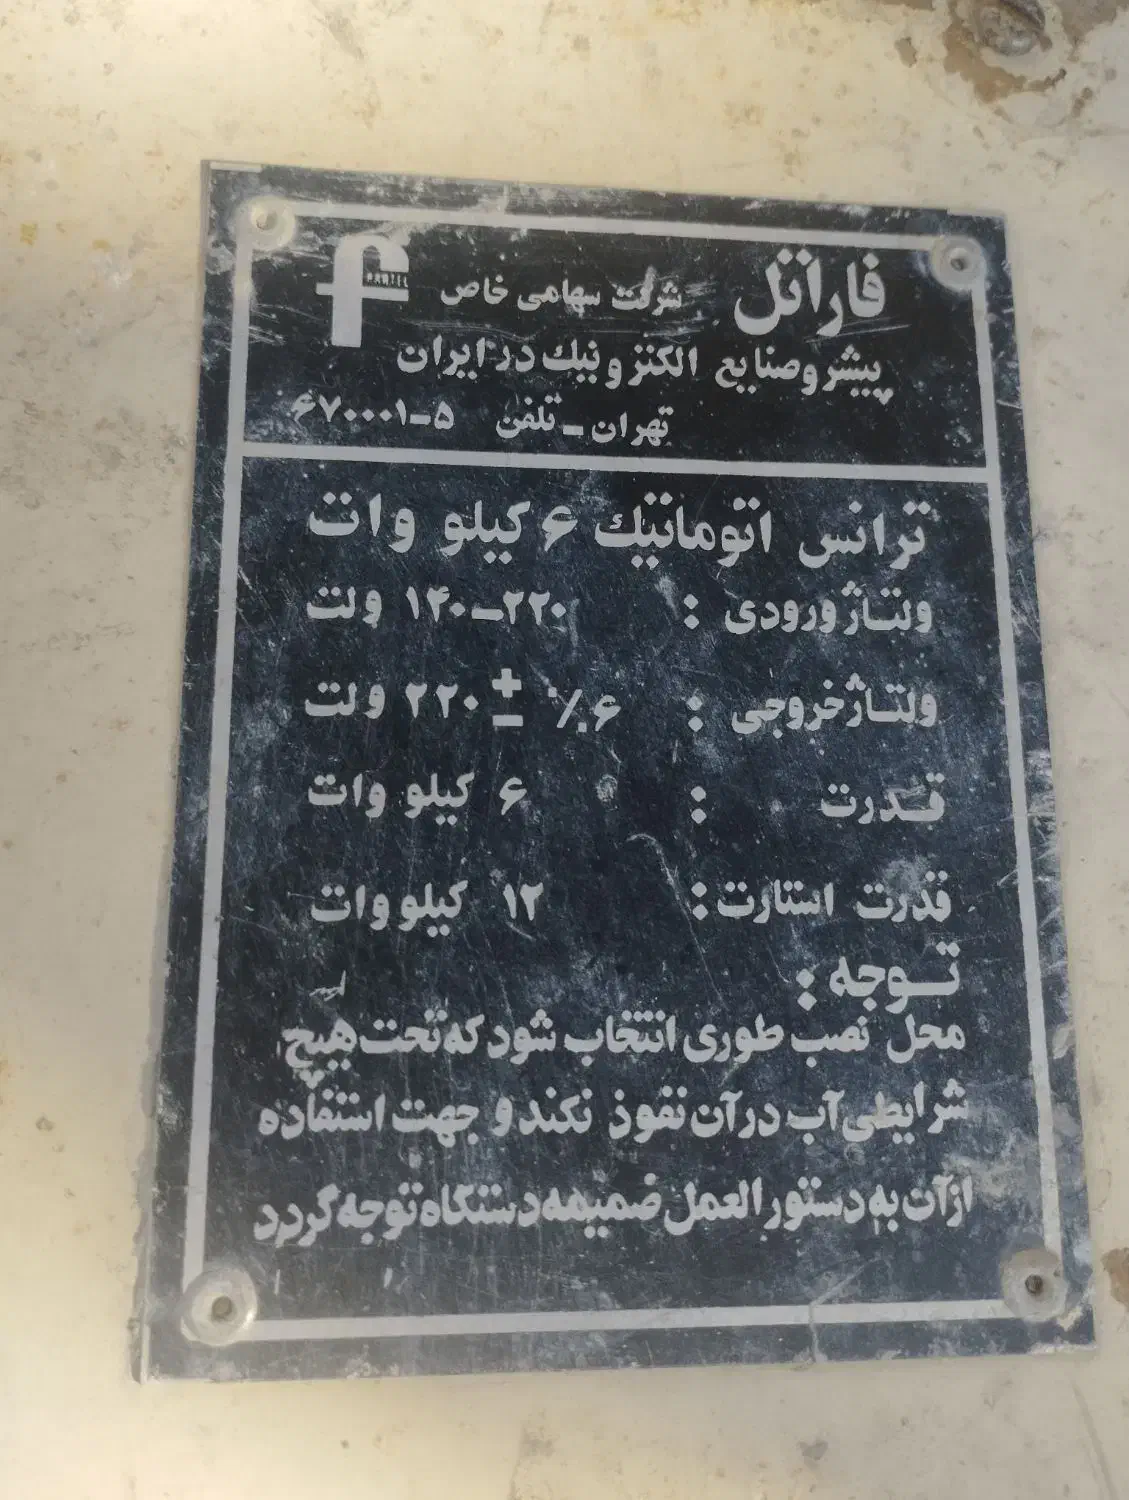 فاراتل شرکت سهامی خاص
FARATEL
پیشرو صنایع الکترونیک در ایران
تهران ـ تلفن ۵-۶۷۰۰۰۱
ترانس اتوماتیک ۶ کیلو وات
ولتاژ ورودی : ۲۲۰-۱۴۰ ولت
ولتاژ خروجی : ۶٪ ± ۲۲۰ ولت
قدرت : ۶ کیلو وات
قدرت استارت : ۱۲ کیلو وات
توجه :
محل نصب طوری انتخاب شود که تحت هیچ
شرایطی آب در آن نفوذ نکند و جهت استفاده
از آن به دستور العمل ضمیمه دستگاه توجه گردد